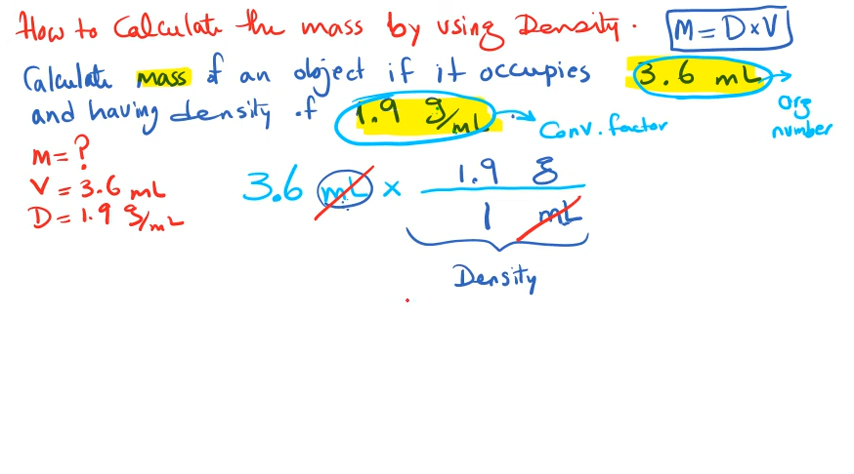 How to Calculate the mass by using Density. M = D×V
Calculate mass of an object if it occupies 3.6 mL
and having density of 1.9 g/mL
Org
number
Conv. factor
M = ?
V = 3.6 mL
D = 1.9 g/mL
3.6 mL × 1.9 g
1 mL
Density